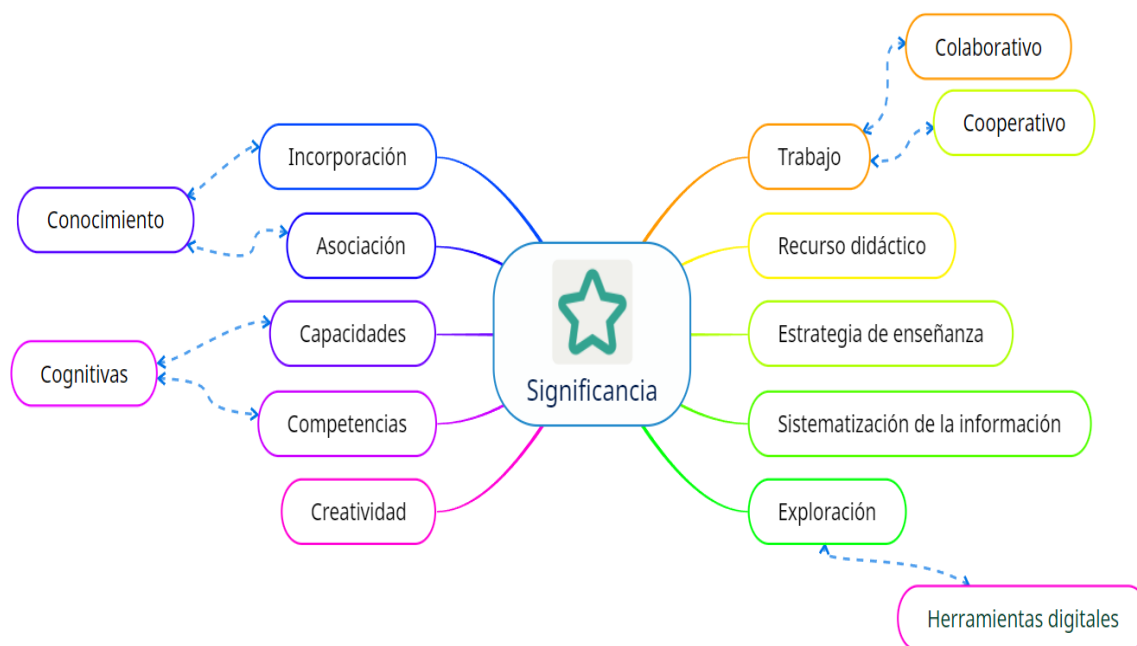 Colaborativo
Cooperativo
Incorporación
Trabajo
Conocimiento
Asociación
Recurso didáctico
Capacidades
Estrategia de enseñanza
Cognitivas
Significancia
Competencias
Sistematización de la información
Creatividad
Exploración
Herramientas digitales